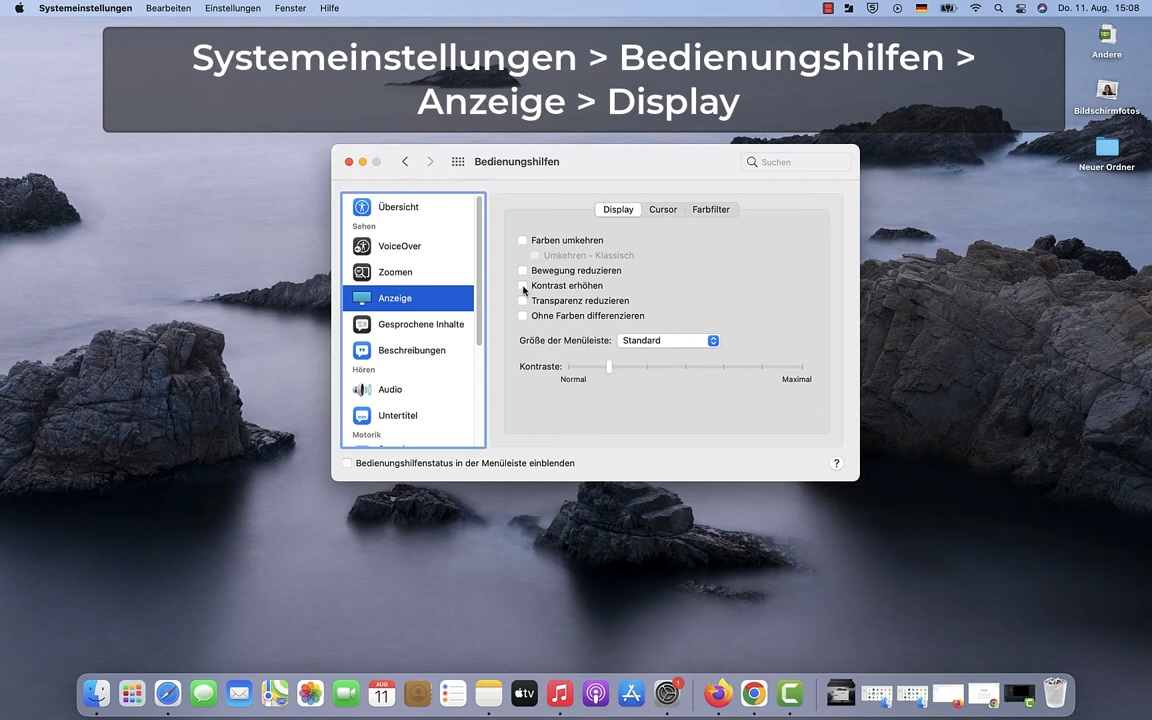 Systemeinstellungen Bearbeiten Einstellungen Fenster Hilfe Do. 11. Aug. 15:08
Systemeinstellungen > Bedienungshilfen >
Anzeige > Display
Andere
Bildschirmfotos
Neuer Ordner
Bedienungshilfen
Suchen
Übersicht
Sehen
VoiceOver
Zoomen
Anzeige
Gesprochene Inhalte
Beschreibungen
Hören
Audio
Untertitel
Motorik
Display Cursor Farbfilter
Farben umkehren
Umkehren - Klassisch
Bewegung reduzieren
Kontrast erhöhen
Transparenz reduzieren
Ohne Farben differenzieren
Größe der Menüleiste: Standard
Kontraste:
Normal Maximal
Bedienungshilfenstatus in der Menüleiste einblenden
?
AUG
11
tv
1